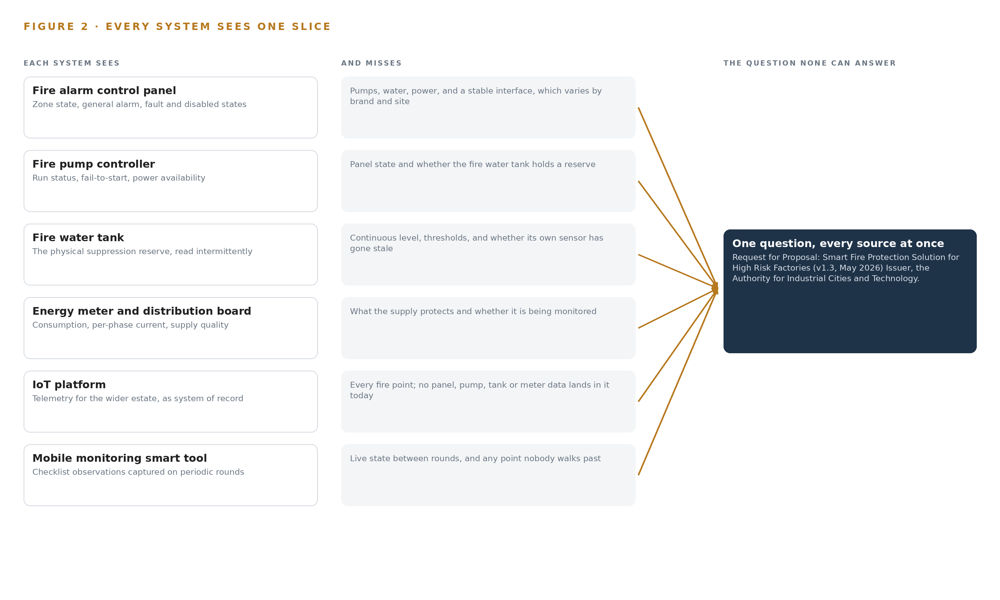 FIGURE 2 · EVERY SYSTEM SEES ONE SLICE
EACH SYSTEM SEES
AND MISSES
THE QUESTION NONE CAN ANSWER
Fire alarm control panel
Zone state, general alarm, fault and disabled states
Pumps, water, power, and a stable interface, which varies by
brand and site
Fire pump controller
Run status, fail-to-start, power availability
Panel state and whether the fire water tank holds a reserve
Fire water tank
The physical suppression reserve, read intermittently
Continuous level, thresholds, and whether its own sensor has
gone stale
Energy meter and distribution board
Consumption, per-phase current, supply quality
What the supply protects and whether it is being monitored
IoT platform
Telemetry for the wider estate, as system of record
Every fire point; no panel, pump, tank or meter data lands in it
today
Mobile monitoring smart tool
Checklist observations captured on periodic rounds
Live state between rounds, and any point nobody walks past
One question, every source at once
Request for Proposal: Smart Fire Protection Solution for
High Risk Factories (v1.3, May 2026) Issuer, the
Authority for Industrial Cities and Technology.